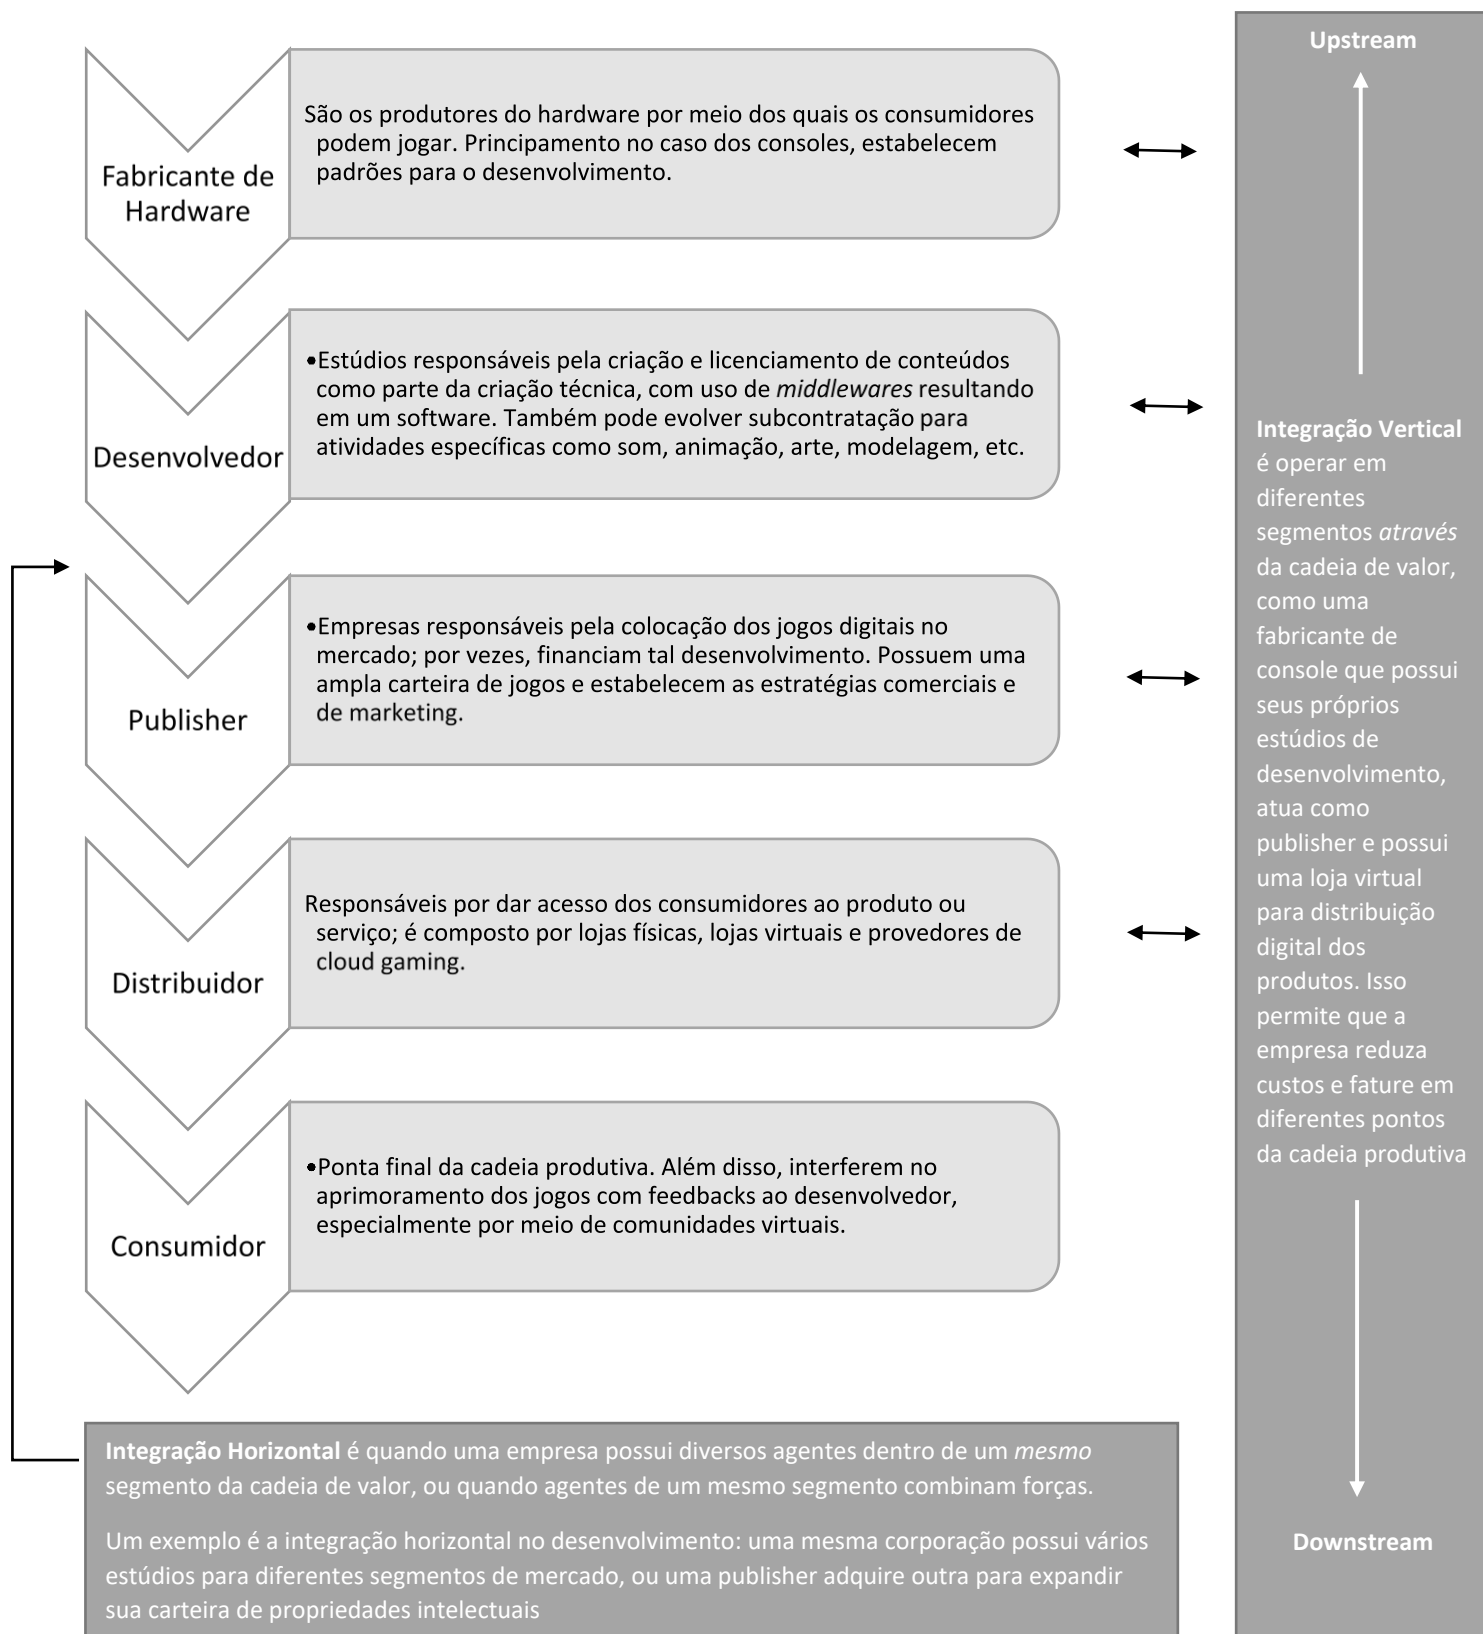 Fabricante de
Hardware
São os produtores do hardware por meio dos quais os consumidores
podem jogar. Principamento no caso dos consoles, estabelecem
padrões para o desenvolvimento.
Desenvolvedor
•Estúdios responsáveis pela criação e licenciamento de conteúdos
como parte da criação técnica, com uso de middlewares resultando
em um software. Também pode evolver subcontratação para
atividades específicas como som, animação, arte, modelagem, etc.
Publisher
•Empresas responsáveis pela colocação dos jogos digitais no
mercado; por vezes, financiam tal desenvolvimento. Possuem uma
ampla carteira de jogos e estabelecem as estratégias comerciais e
de marketing.
Distribuidor
Responsáveis por dar acesso dos consumidores ao produto ou
serviço; é composto por lojas físicas, lojas virtuais e provedores de
cloud gaming.
Consumidor
•Ponta final da cadeia produtiva. Além disso, interferem no
aprimoramento dos jogos com feedbacks ao desenvolvedor,
especialmente por meio de comunidades virtuais.
Integração Horizontal é quando uma empresa possui diversos agentes dentro de um mesmo
segmento da cadeia de valor, ou quando agentes de um mesmo segmento combinam forças.
Um exemplo é a integração horizontal no desenvolvimento: uma mesma corporação possui vários
estúdios para diferentes segmentos de mercado, ou uma publisher adquire outra para expandir
sua carteira de propriedades intelectuais
Upstream
Integração Vertical
é operar em
diferentes
segmentos através
da cadeia de valor,
como uma
fabricante de
console que possui
seus próprios
estúdios de
desenvolvimento,
atua como
publisher e possui
uma loja virtual
para distribuição
digital dos
produtos. Isso
permite que a
empresa reduza
custos e fature em
diferentes pontos
da cadeia produtiva
Downstream